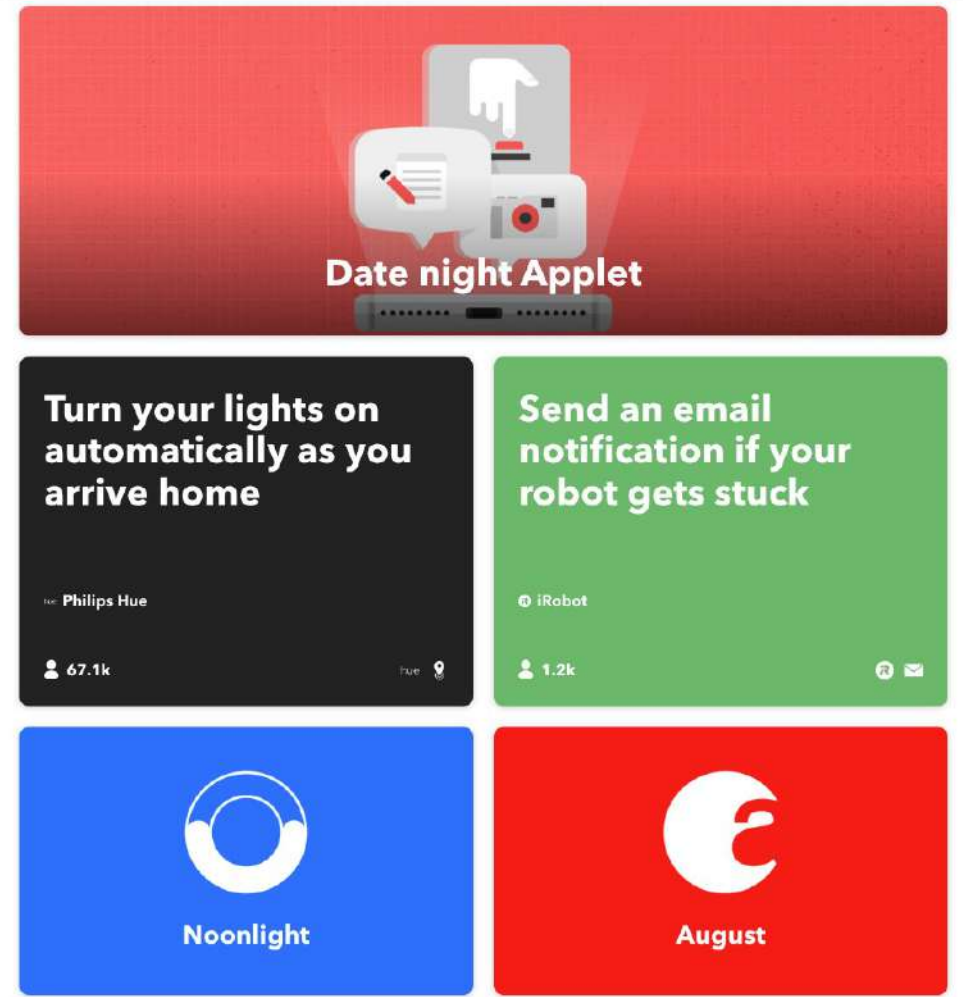 Date night Applet
Turn your lights on
automatically as you
arrive home
hue Philips Hue
67.1k
hue
Send an email
notification if your
robot gets stuck
iRobot
1.2k
Noonlight
August